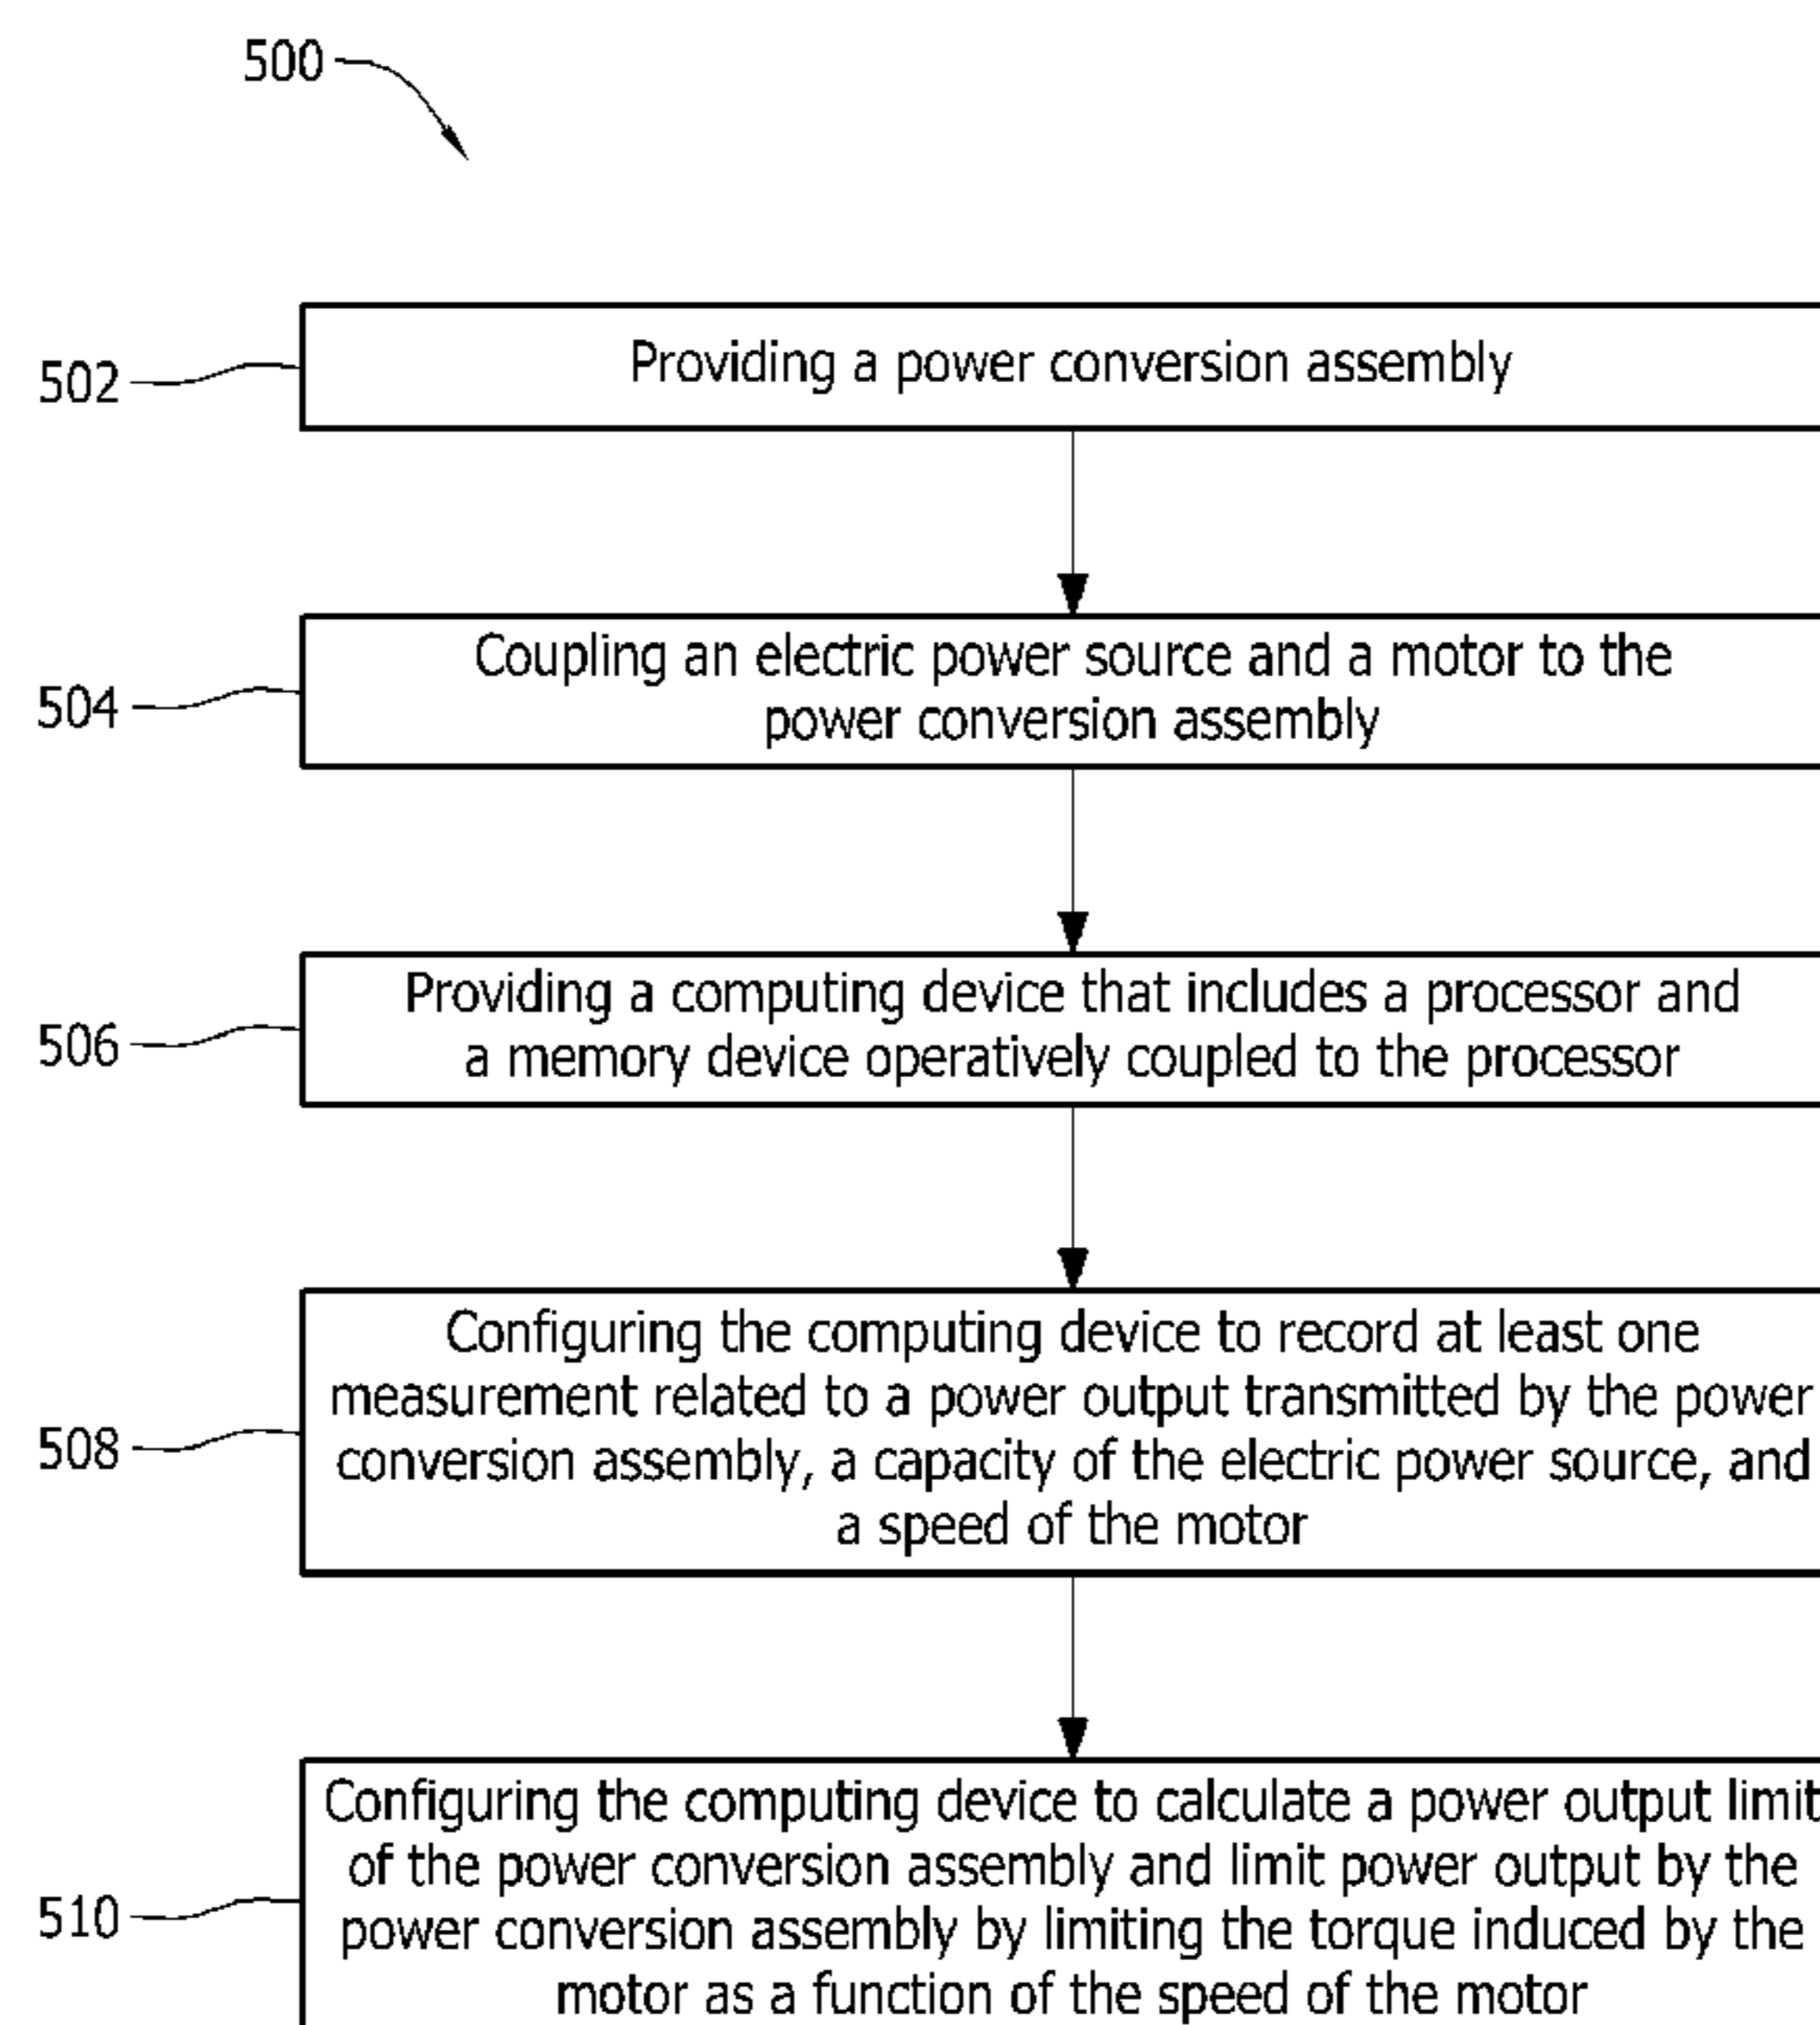 500
502
Providing a power conversion assembly
504
Coupling an electric power source and a motor to the
power conversion assembly
506
Providing a computing device that includes a processor and
a memory device operatively coupled to the processor
508
Configuring the computing device to record at least one
measurement related to a power output transmitted by the power
conversion assembly, a capacity of the electric power source, and
a speed of the motor
510
Configuring the computing device to calculate a power output limit
of the power conversion assembly and limit power output by the
power conversion assembly by limiting the torque induced by the
motor as a function of the speed of the motor